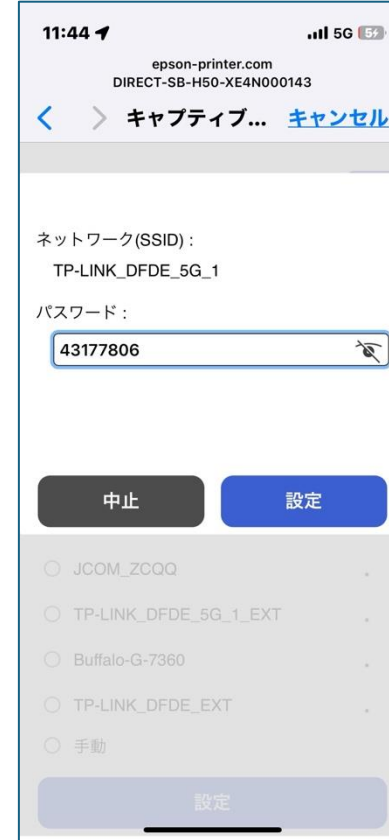 11:44
5G
epson-printer.com
DIRECT-SB-H50-XE4N000143
キャプティブ... キャンセル
ネットワーク(SSID) :
TP-LINK_DFDE_5G_1
パスワード :
43177806
中止 設定
JCOM_ZCQQ
TP-LINK_DFDE_5G_1_EXT
Buffalo-G-7360
TP-LINK_DFDE_EXT
手動
設定